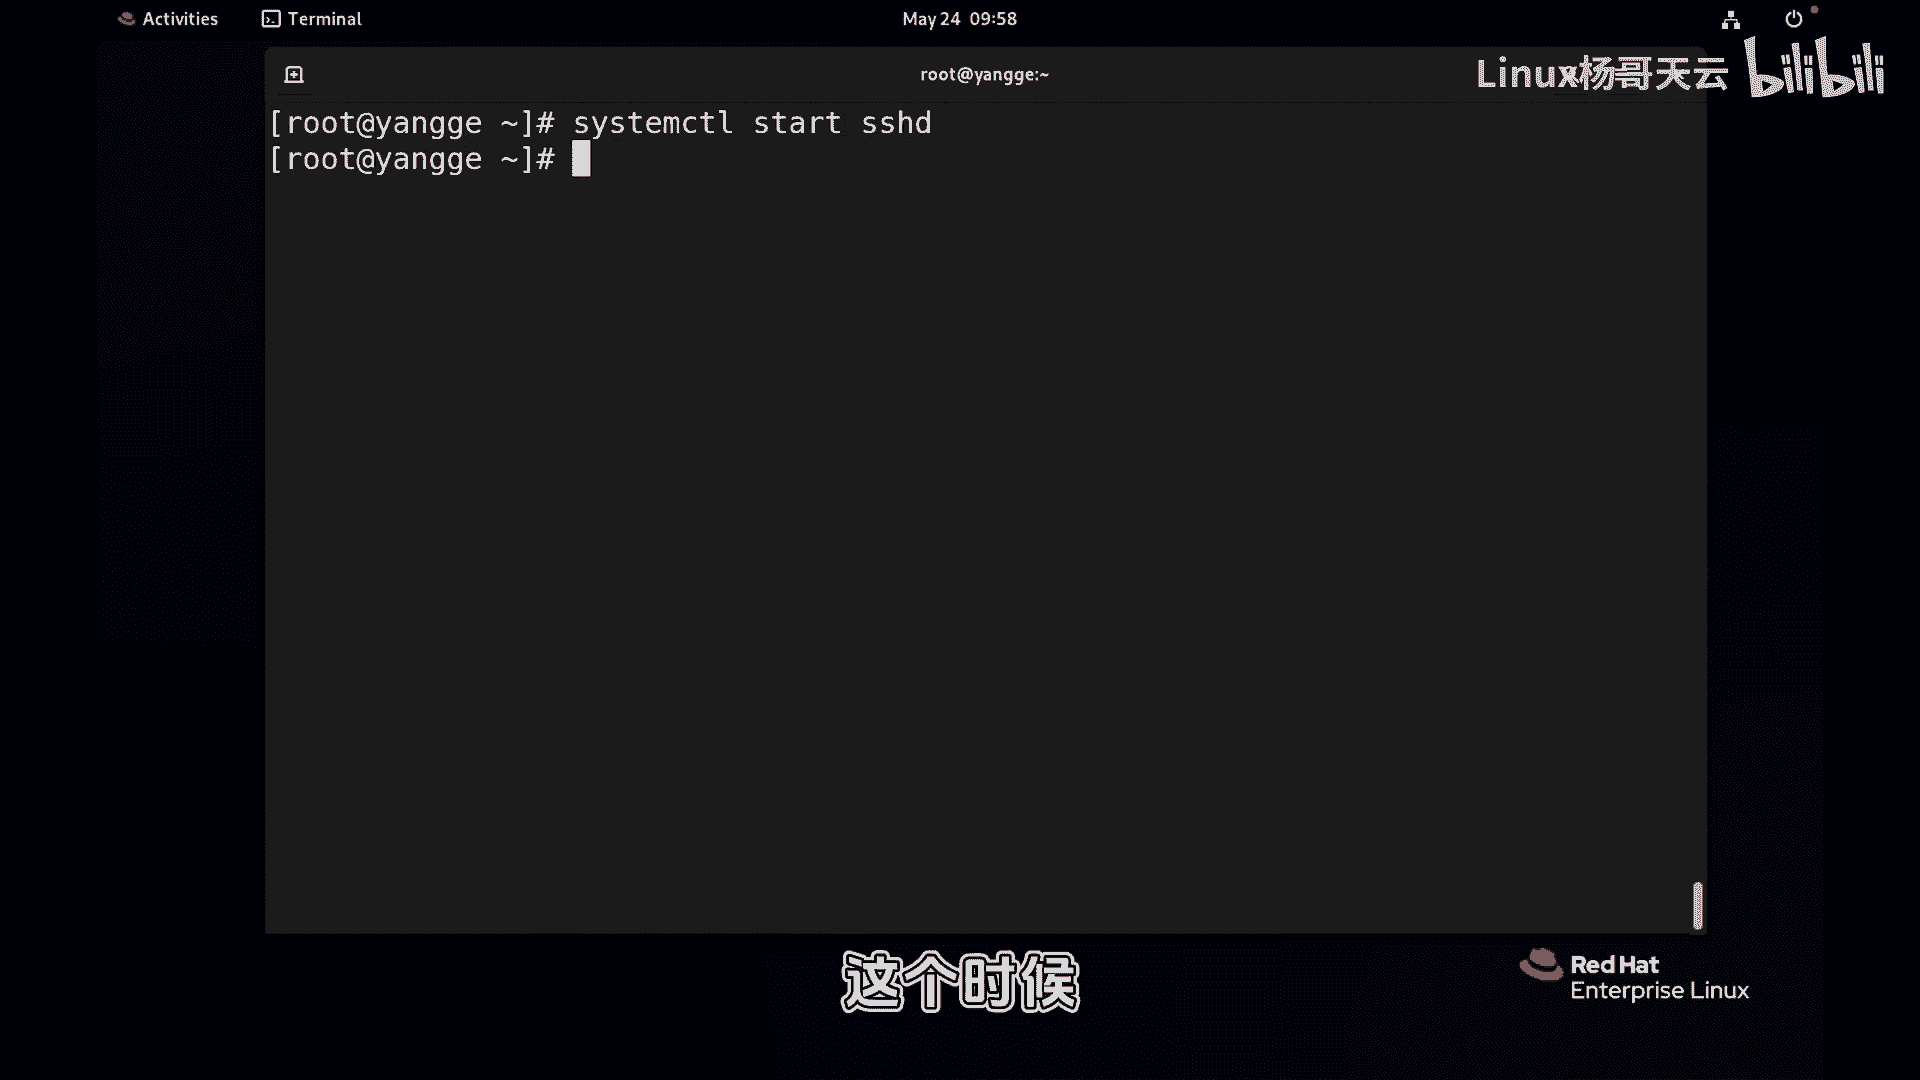 Activities
Terminal
May 24 09:58
root@yangge:~
Linux杨哥天云 bilibili
[root@yangge ~]# systemctl start sshd
[root@yangge ~]#
这个时候
Red Hat
Enterprise Linux